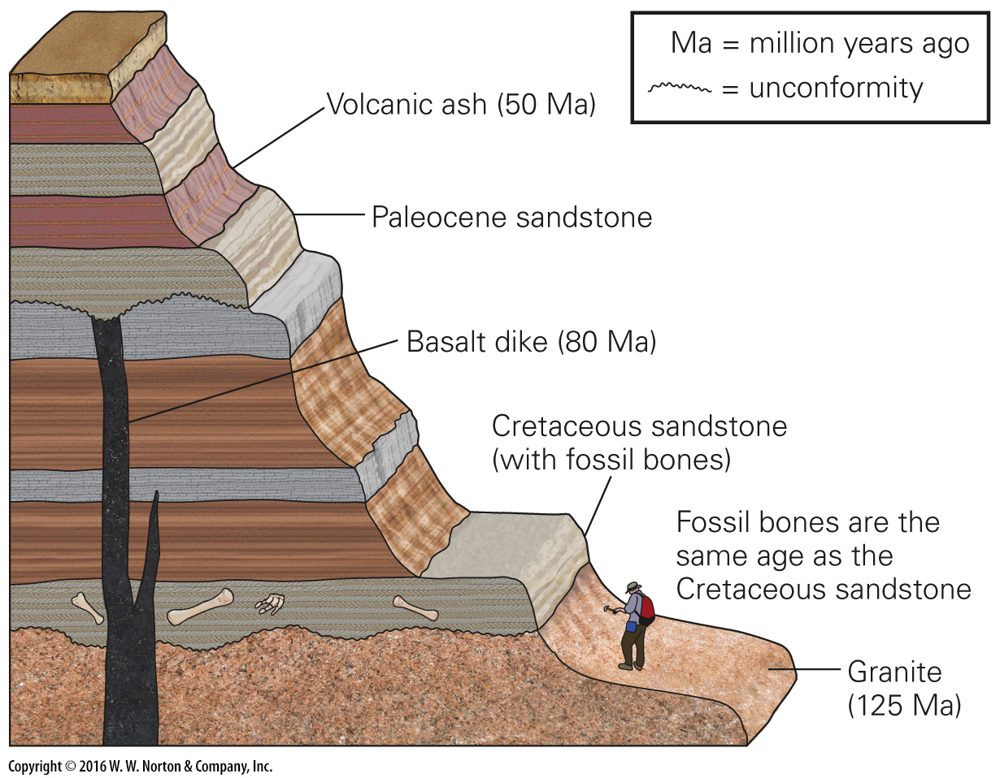 Ma = million years ago
= unconformity
Volcanic ash (50 Ma)
Paleocene sandstone
Basalt dike (80 Ma)
Cretaceous sandstone
(with fossil bones)
Fossil bones are the
same age as the
Cretaceous sandstone
Granite
(125 Ma)
Copyright © 2016 W. W. Norton & Company, Inc.